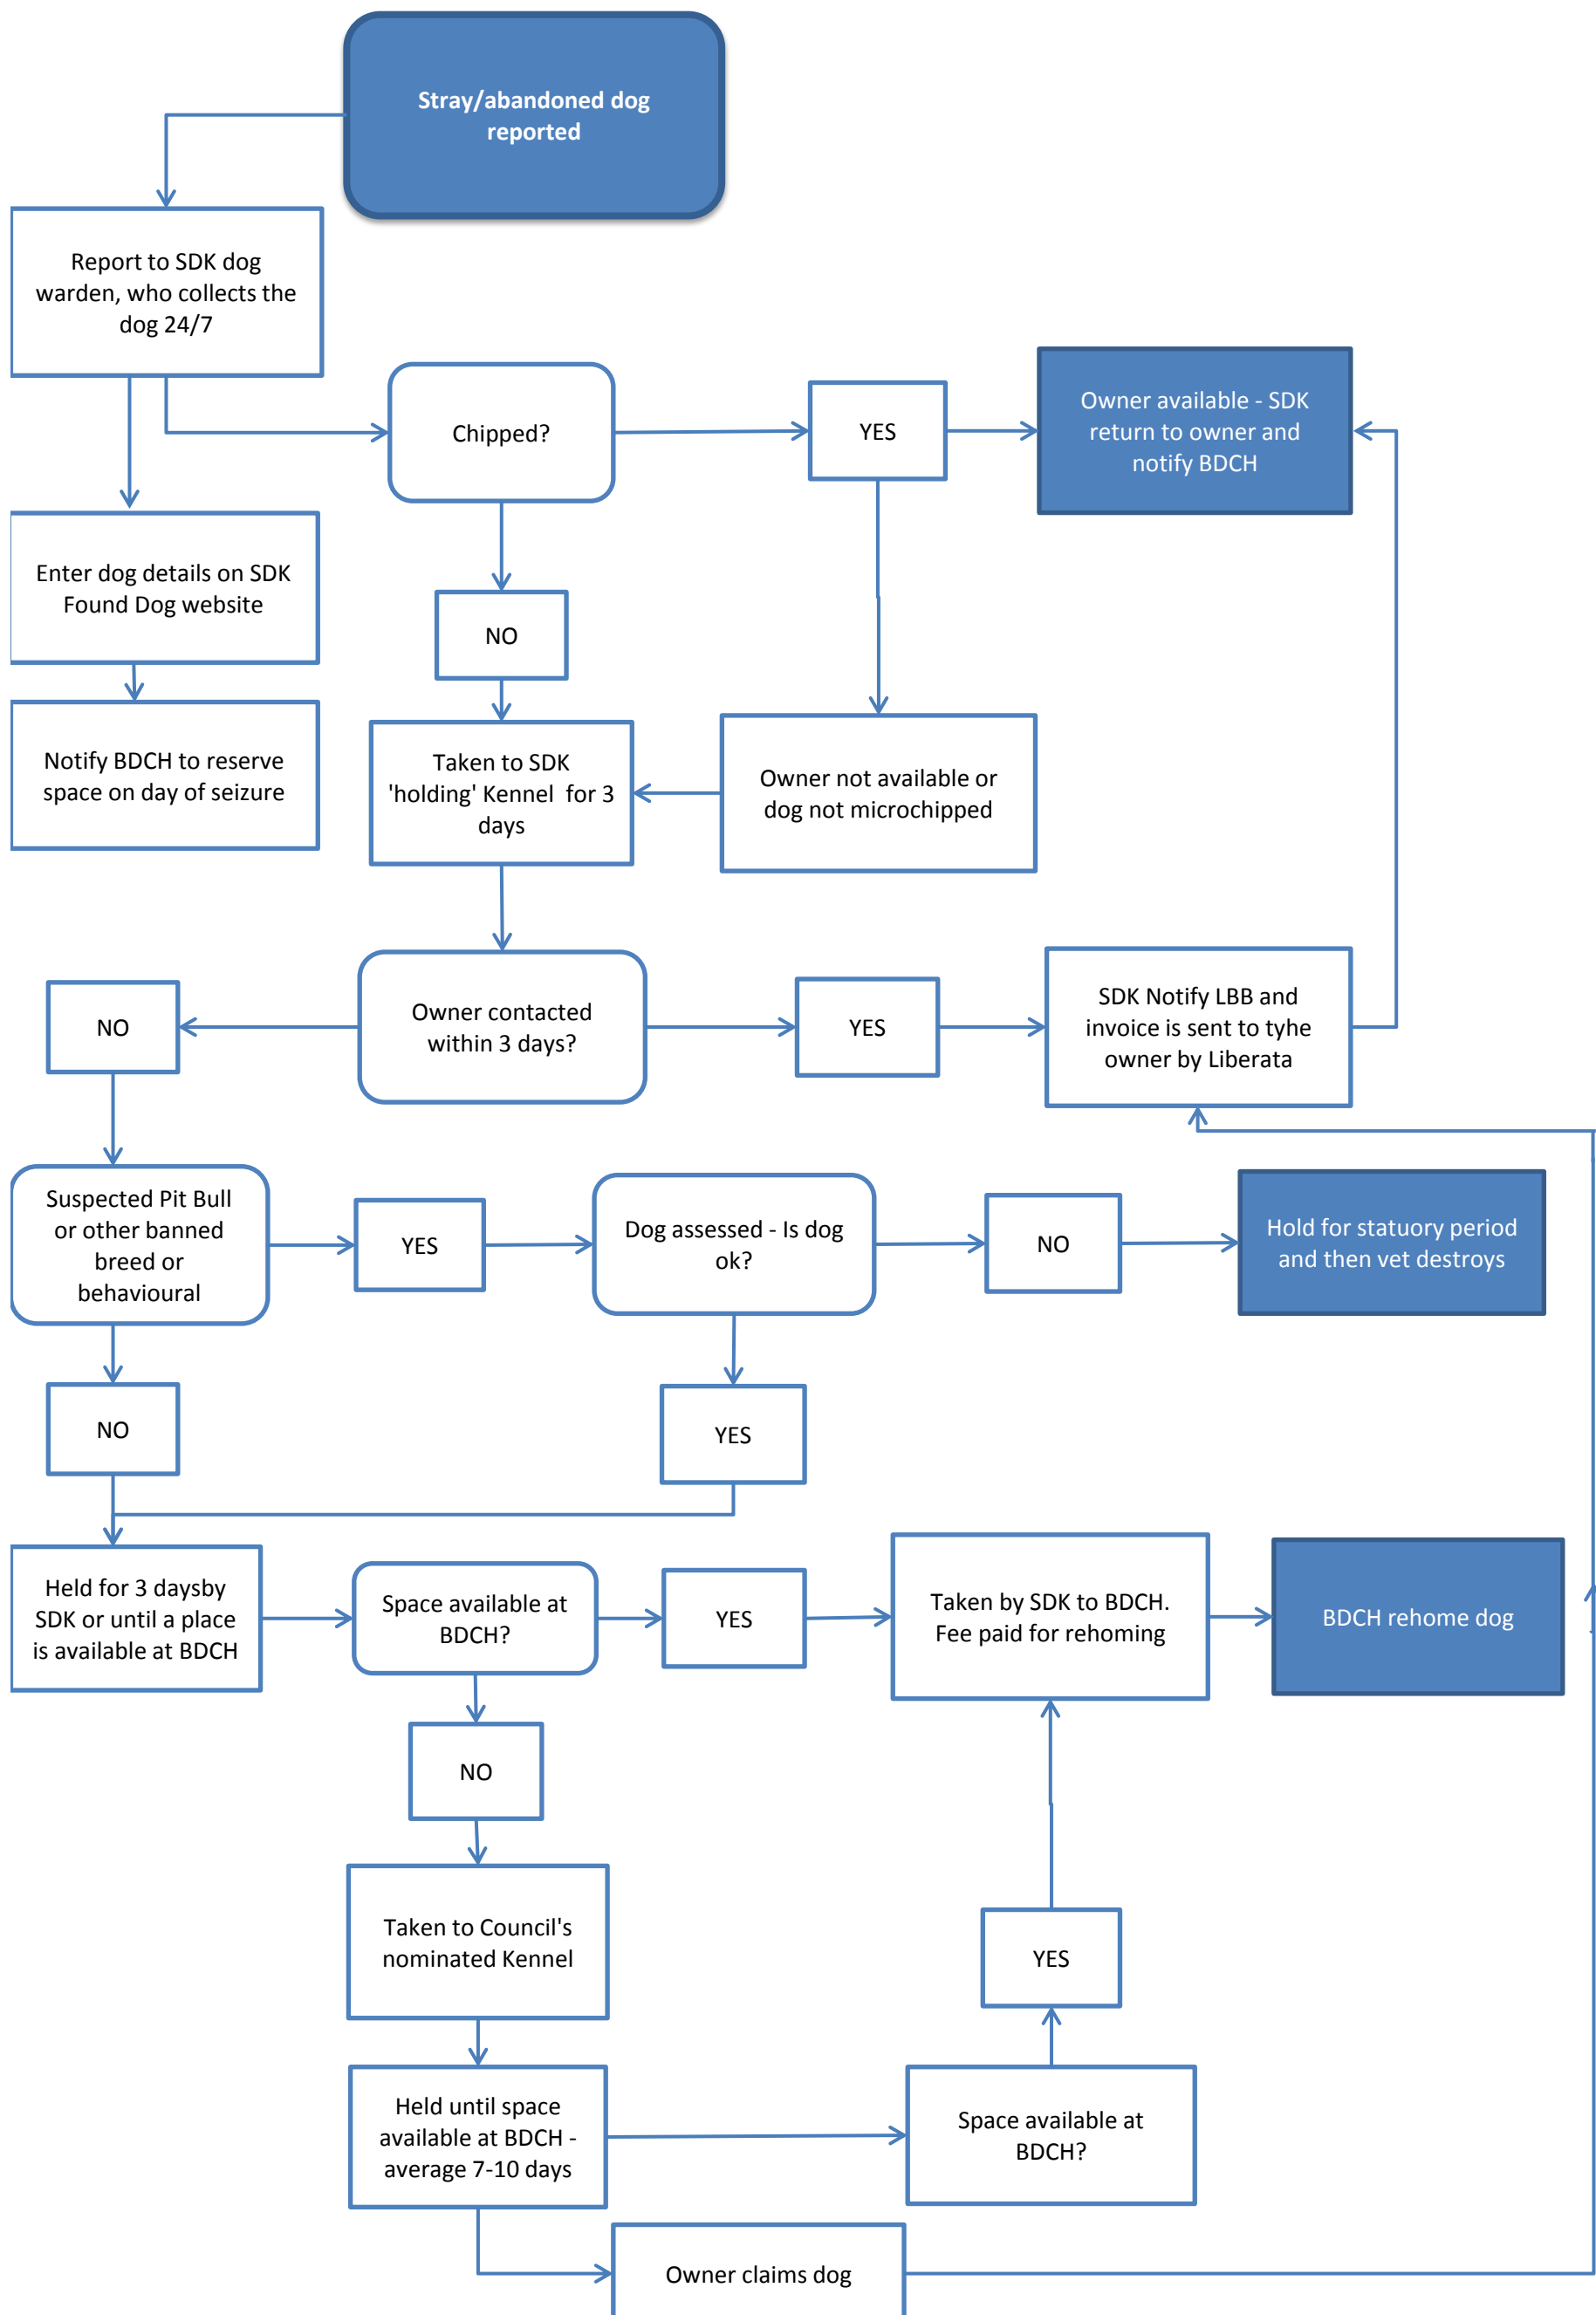 Stray/abandoned dog
reported
Report to SDK dog
warden, who collects the
dog 24/7
Chipped?
YES
Owner available - SDK
return to owner and
notify BDCH
Enter dog details on SDK
Found Dog website
NO
Notify BDCH to reserve
space on day of seizure
Taken to SDK
'holding' Kennel for 3
days
Owner not available or
dog not microchipped
NO
Owner contacted
within 3 days?
YES
SDK Notify LBB and
invoice is sent to tyhe
owner by Liberata
Suspected Pit Bull
or other banned
breed or
behavioural
YES
Dog assessed - Is dog
ok?
NO
Hold for statuory period
and then vet destroys
NO
YES
Held for 3 daysby
SDK or until a place
is available at BDCH
Space available at
BDCH?
YES
Taken by SDK to BDCH.
Fee paid for rehoming
BDCH rehome dog
NO
Taken to Council's
nominated Kennel
YES
Held until space
available at BDCH -
average 7-10 days
Space available at
BDCH?
Owner claims dog